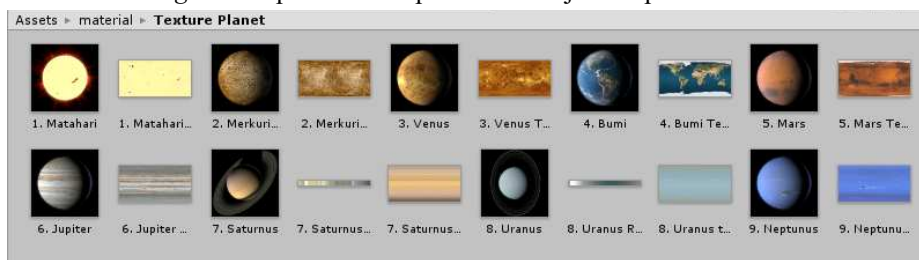 Assets ▸ material ▸ Texture Planet
1. Matahari 1. Matahari... 2. Merkuri... 2. Merkuri... 3. Venus 3. Venus T... 4. Bumi 4. Bumi Te... 5. Mars 5. Mars Te...
6. Jupiter 6. Jupiter ... 7. Saturnus 7. Saturnus... 7. Saturnus... 8. Uranus 8. Uranus R... 8. Uranus t... 9. Neptunus 9. Neptunu...